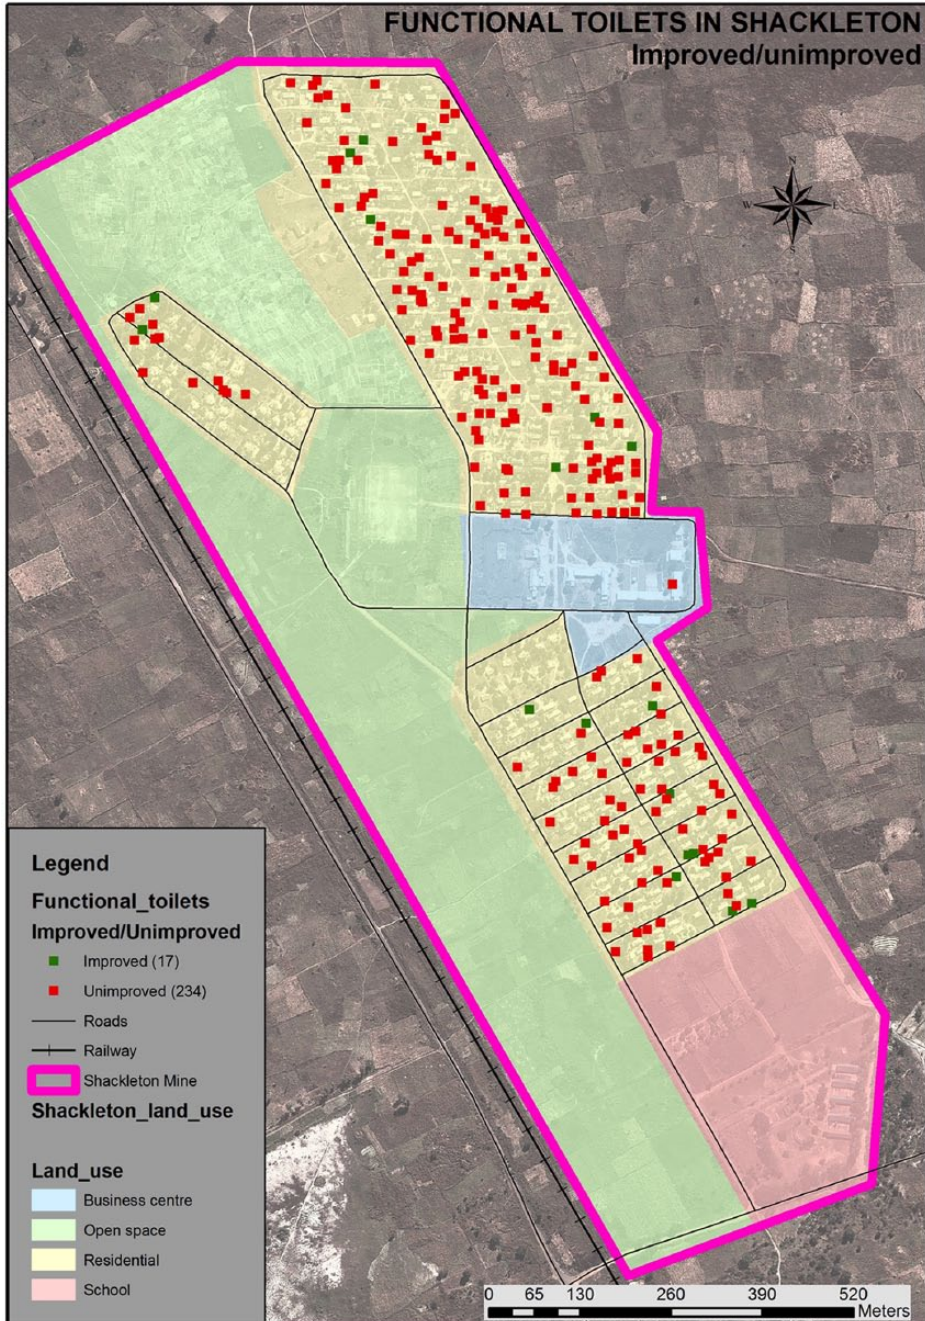 FUNCTIONAL TOILETS IN SHACKLETON
Improved/unimproved
N
W E
S
Legend
Functional_toilets
Improved/Unimproved
Improved (17)
Unimproved (234)
Roads
Railway
Shackleton Mine
Shackleton_land_use
Land_use
Business centre
Open space
Residential
School
0 65 130 260 390 520
Meters